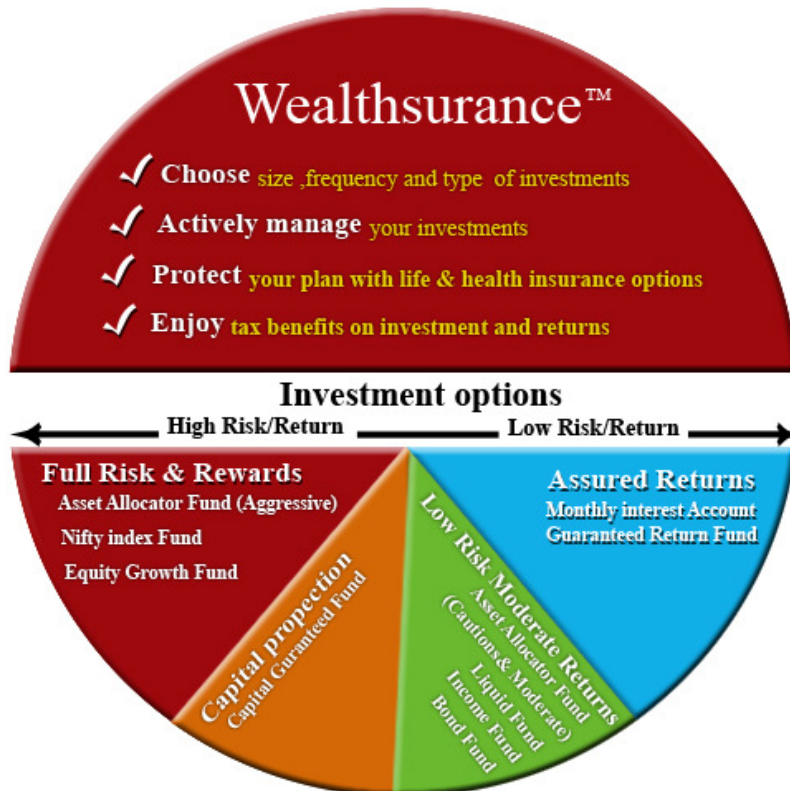 Wealthsurance™
Choose size ,frequency and type of investments
Actively manage your investments
Protect your plan with life & health insurance options
Enjoy tax benefits on investment and returns
Investment options
High Risk/Return
Low Risk/Return
Full Risk & Rewards
Asset Allocator Fund (Aggressive)
Nifty index Fund
Equity Growth Fund
Capital propection
Capital Guranteed Fund
Low Risk Moderate Returns
Asset Allocator Fund
(Cautions& Moderate)
Liquid Fund
Income Fund
Bond Fund
Assured Returns
Monthly interest Account
Guaranteed Return Fund